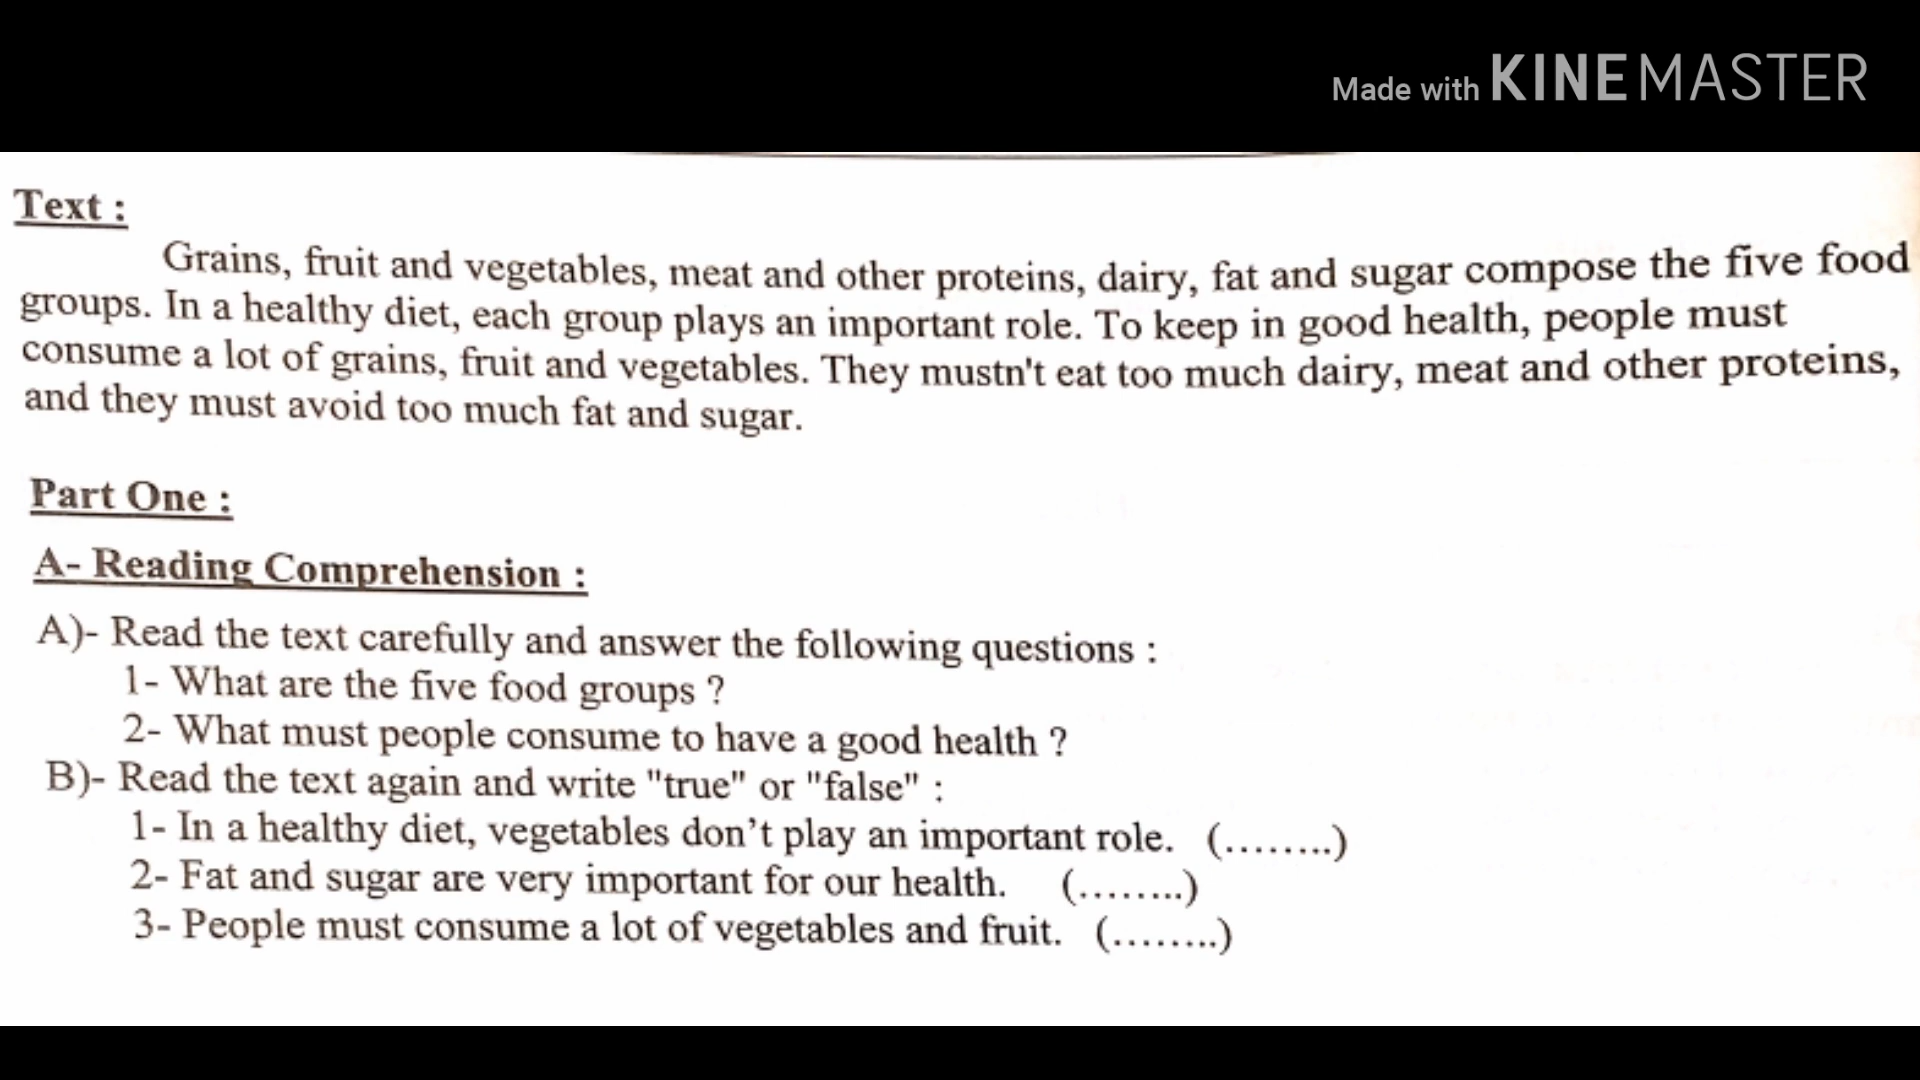 Made with KINEMASTER
Text :
Grains, fruit and vegetables, meat and other proteins, dairy, fat and sugar compose the five food
groups. In a healthy diet, each group plays an important role. To keep in good health, people must
consume a lot of grains, fruit and vegetables. They mustn't eat too much dairy, meat and other proteins,
and they must avoid too much fat and sugar.
Part One :
A- Reading Comprehension :
A)- Read the text carefully and answer the following questions :
1- What are the five food groups ?
2- What must people consume to have a good health ?
B)- Read the text again and write "true" or "false" :
1- In a healthy diet, vegetables don’t play an important role. (........)
2- Fat and sugar are very important for our health. (........)
3- People must consume a lot of vegetables and fruit. (........)